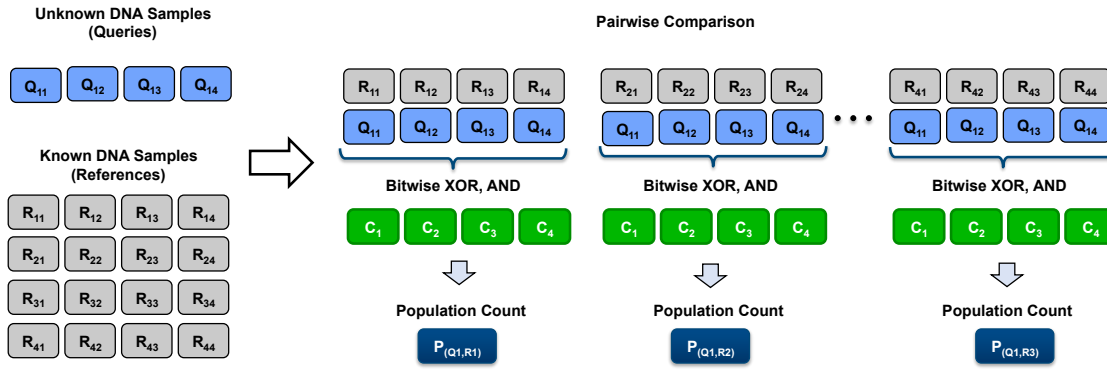 Unknown DNA Samples
(Queries)
Q11 Q12 Q13 Q14
Known DNA Samples
(References)
R11 R12 R13 R14
R21 R22 R23 R24
R31 R32 R33 R34
R41 R42 R43 R44
Pairwise Comparison
R11 R12 R13 R14
Q11 Q12 Q13 Q14
Bitwise XOR, AND
C1 C2 C3 C4
Population Count
P(Q1,R1)
R21 R22 R23 R24
Q11 Q12 Q13 Q14
Bitwise XOR, AND
C1 C2 C3 C4
Population Count
P(Q1,R2)
R41 R42 R43 R44
Q11 Q12 Q13 Q14
Bitwise XOR, AND
C1 C2 C3 C4
Population Count
P(Q1,R3)